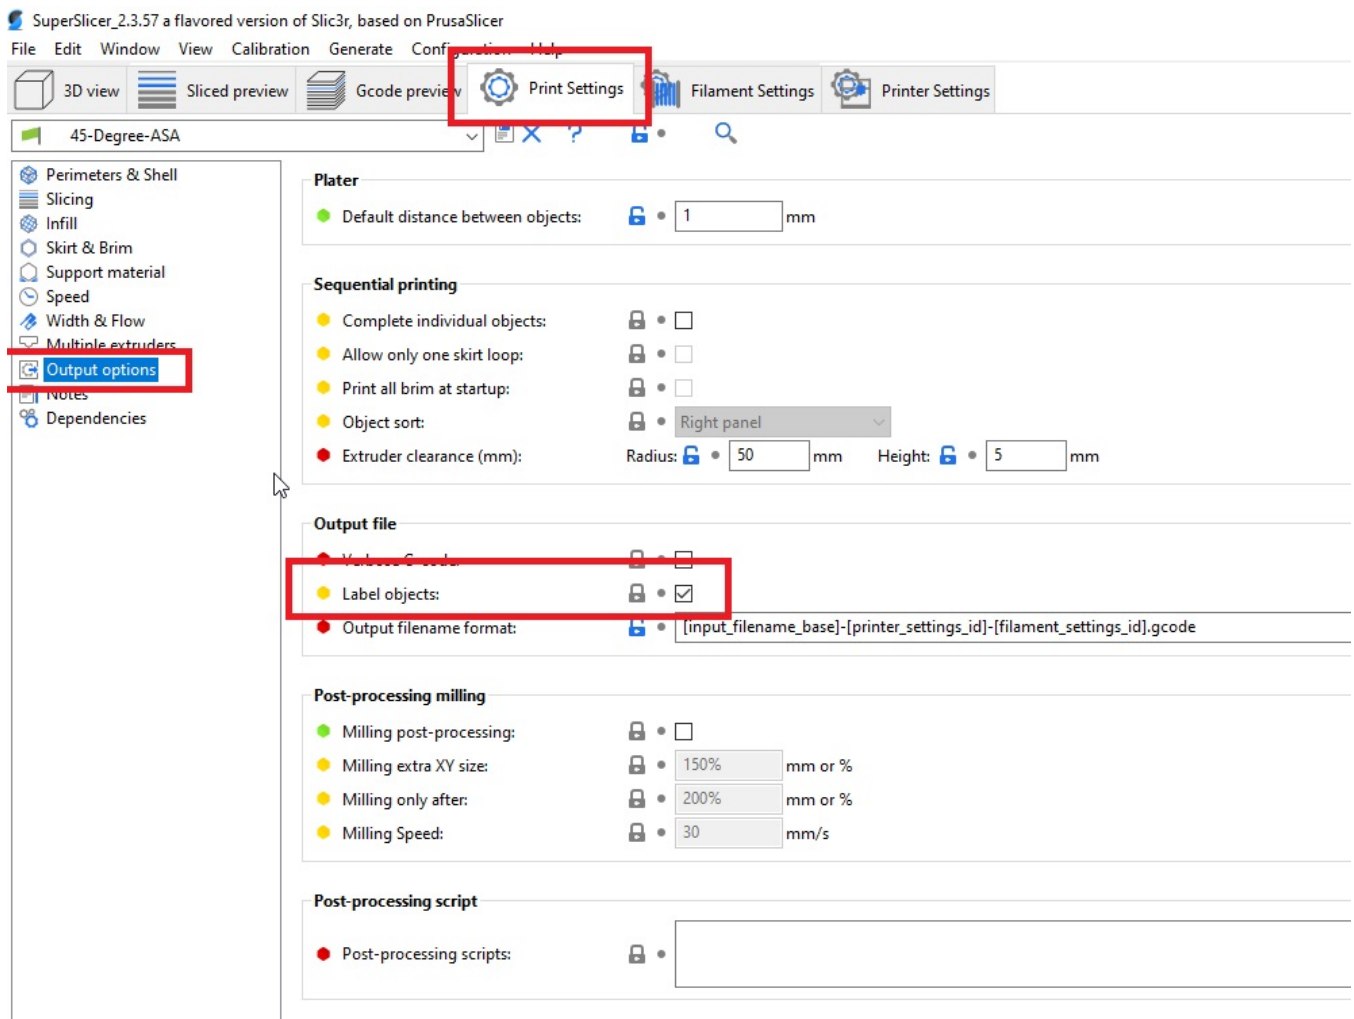 SuperSlicer_2.3.57 a flavored version of Slic3r, based on PrusaSlicer
File Edit Window View Calibration Generate
3D view Sliced preview Gcode preview Print Settings Filament Settings Printer Settings
45-Degree-ASA
Perimeters & Shell
Slicing
Infill
Skirt & Brim
Support material
Speed
Width & Flow
Multiple extruders
Output options
Notes
Dependencies
Plater
Default distance between objects: 1 mm
Sequential printing
Complete individual objects:
Allow only one skirt loop:
Print all brim at startup:
Object sort: Right panel
Extruder clearance (mm): Radius: 50 mm Height: 5 mm
Output file
Label objects:
Output filename format: [input_filename_base]-[printer_settings_id]-[filament_settings_id].gcode
Post-processing milling
Milling post-processing:
Milling extra XY size: 150% mm or %
Milling only after: 200% mm or %
Milling Speed: 30 mm/s
Post-processing script
Post-processing scripts: